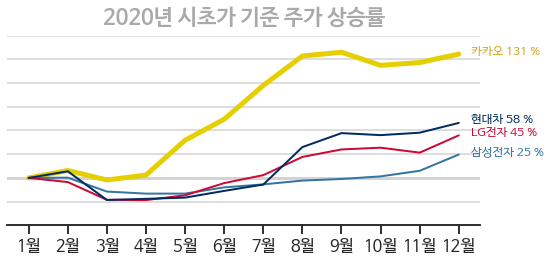 2020년 시초가 기준 주가 상승률
카카오 131 %
현대차 58 %
LG전자 45 %
삼성전자 25 %
1월 2월 3월 4월 5월 6월 7월 8월 9월 10월 11월 12월